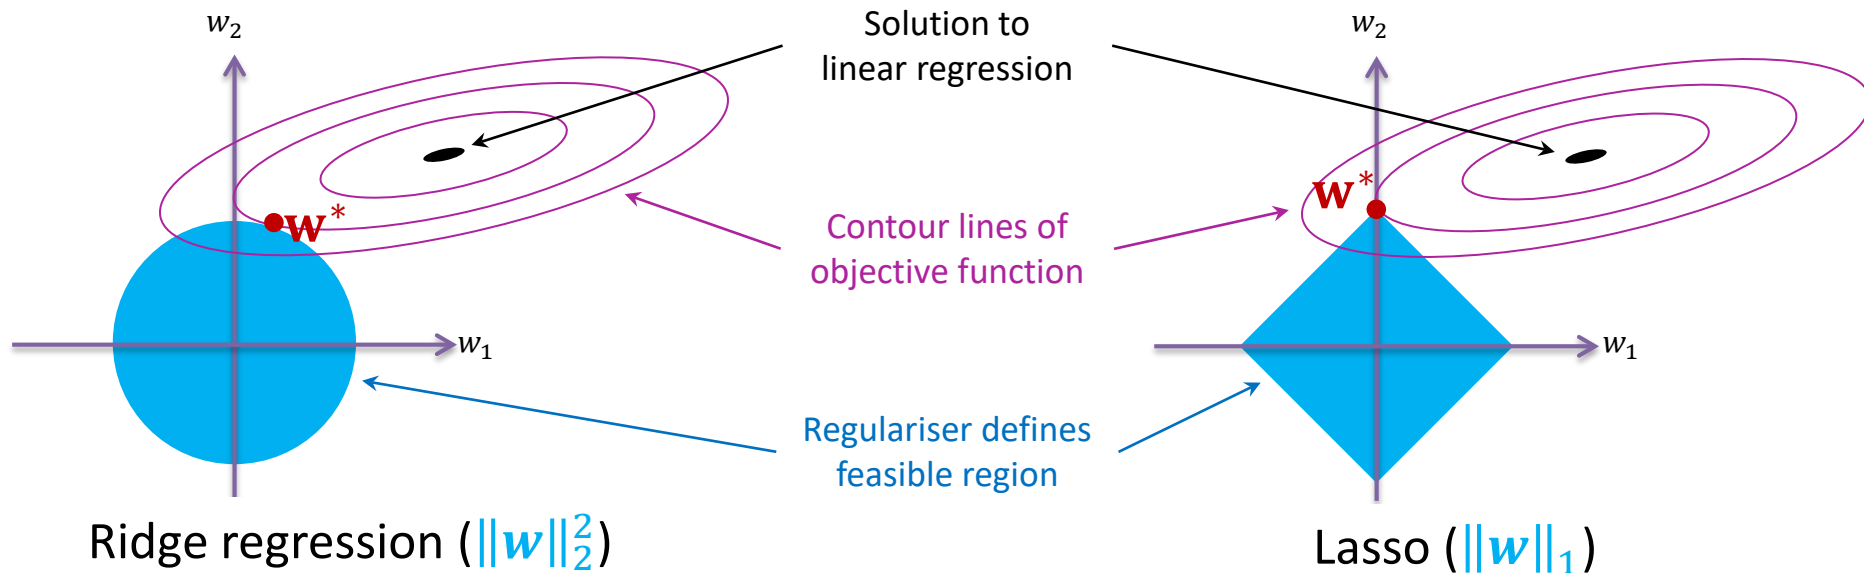 w₂
Solution to
linear regression
w₂
w*
w*
Contour lines of
objective function
w₁
w₁
Regulariser defines
feasible region
Ridge regression (‖w‖₂²)
Lasso (‖w‖₁)